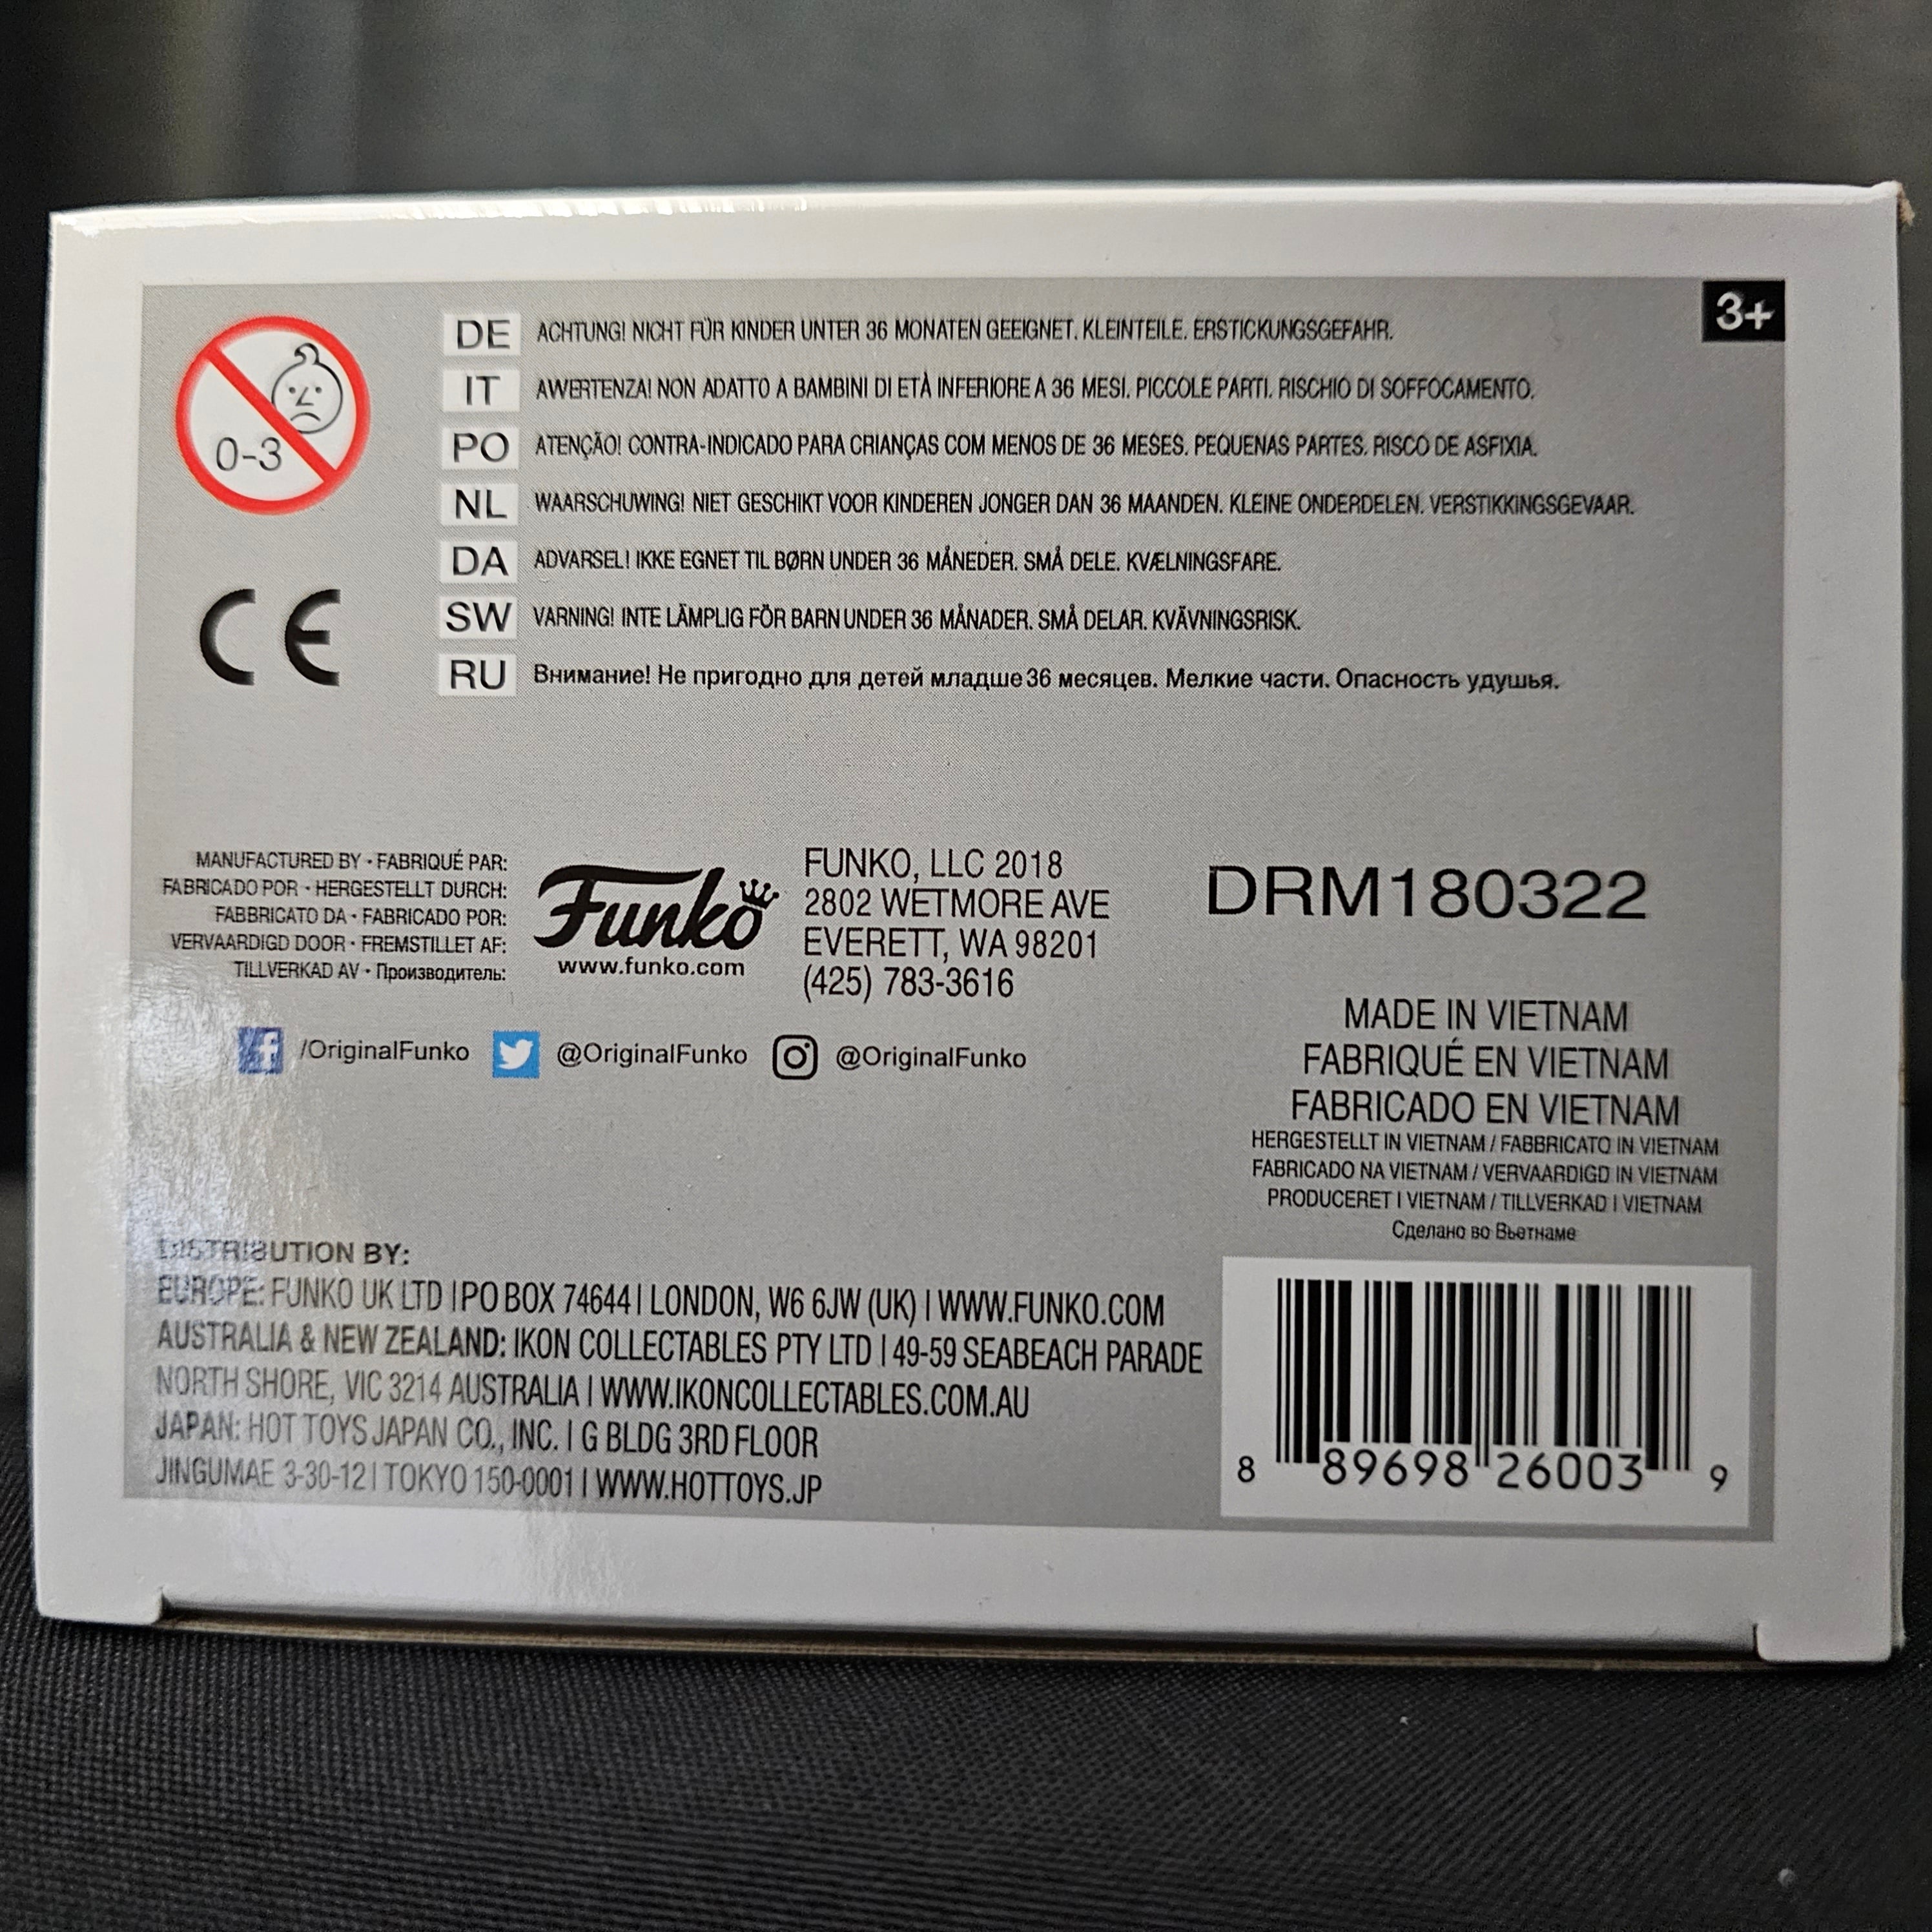 3+
0-3
DE ACHTUNG! NICHT FÜR KINDER UNTER 36 MONATEN GEEIGNET. KLEINTEILE. ERSTICKUNGSGEFAHR.
IT AVVERTENZA! NON ADATTO A BAMBINI DI ETÀ INFERIORE A 36 MESI. PICCOLE PARTI. RISCHIO DI SOFFOCAMENTO.
PO ATENÇÃO! CONTRA-INDICADO PARA CRIANÇAS COM MENOS DE 36 MESES. PEQUENAS PARTES. RISCO DE ASFIXIA.
NL WAARSCHUWING! NIET GESCHIKT VOOR KINDEREN JONGER DAN 36 MAANDEN. KLEINE ONDERDELEN. VERSTIKKINGSGEVAAR.
DA ADVARSEL! IKKE EGNET TIL BØRN UNDER 36 MÅNEDER. SMÅ DELE. KVÆLNINGSFARE.
SW VARNING! INTE LÄMPLIG FÖR BARN UNDER 36 MÅNADER. SMÅ DELAR. KVÄVNINGSRISK.
RU Внимание! Не пригодно для детей младше 36 месяцев. Мелкие части. Опасность удушья.
CE
MANUFACTURED BY • FABRIQUÉ PAR:
FABRICADO POR • HERGESTELLT DURCH:
FABBRICATO DA • FABRICADO POR:
VERVAARDIGD DOOR • FREMSTILLET AF:
TILLVERKAD AV • Производитель:
Funko
www.funko.com
FUNKO, LLC 2018
2802 WETMORE AVE
EVERETT, WA 98201
(425) 783-3616
DRM180322
/OriginalFunko @OriginalFunko @OriginalFunko
MADE IN VIETNAM
FABRIQUÉ EN VIETNAM
FABRICADO EN VIETNAM
HERGESTELLT IN VIETNAM / FABBRICATO IN VIETNAM
FABRICADO NA VIETNAM / VERVAARDIGD IN VIETNAM
PRODUCERET I VIETNAM / TILLVERKAD I VIETNAM
Сделано во Вьетнаме
DISTRIBUTION BY:
EUROPE: FUNKO UK LTD | PO BOX 74644 | LONDON, W6 6JW (UK) | WWW.FUNKO.COM
AUSTRALIA & NEW ZEALAND: IKON COLLECTABLES PTY LTD | 49-59 SEABEACH PARADE
NORTH SHORE, VIC 3214 AUSTRALIA | WWW.IKONCOLLECTABLES.COM.AU
JAPAN: HOT TOYS JAPAN CO., INC. | G BLDG 3RD FLOOR
JINGUMAE 3-30-12 | TOKYO 150-0001 | WWW.HOTTOYS.JP
8 89698 26003 9